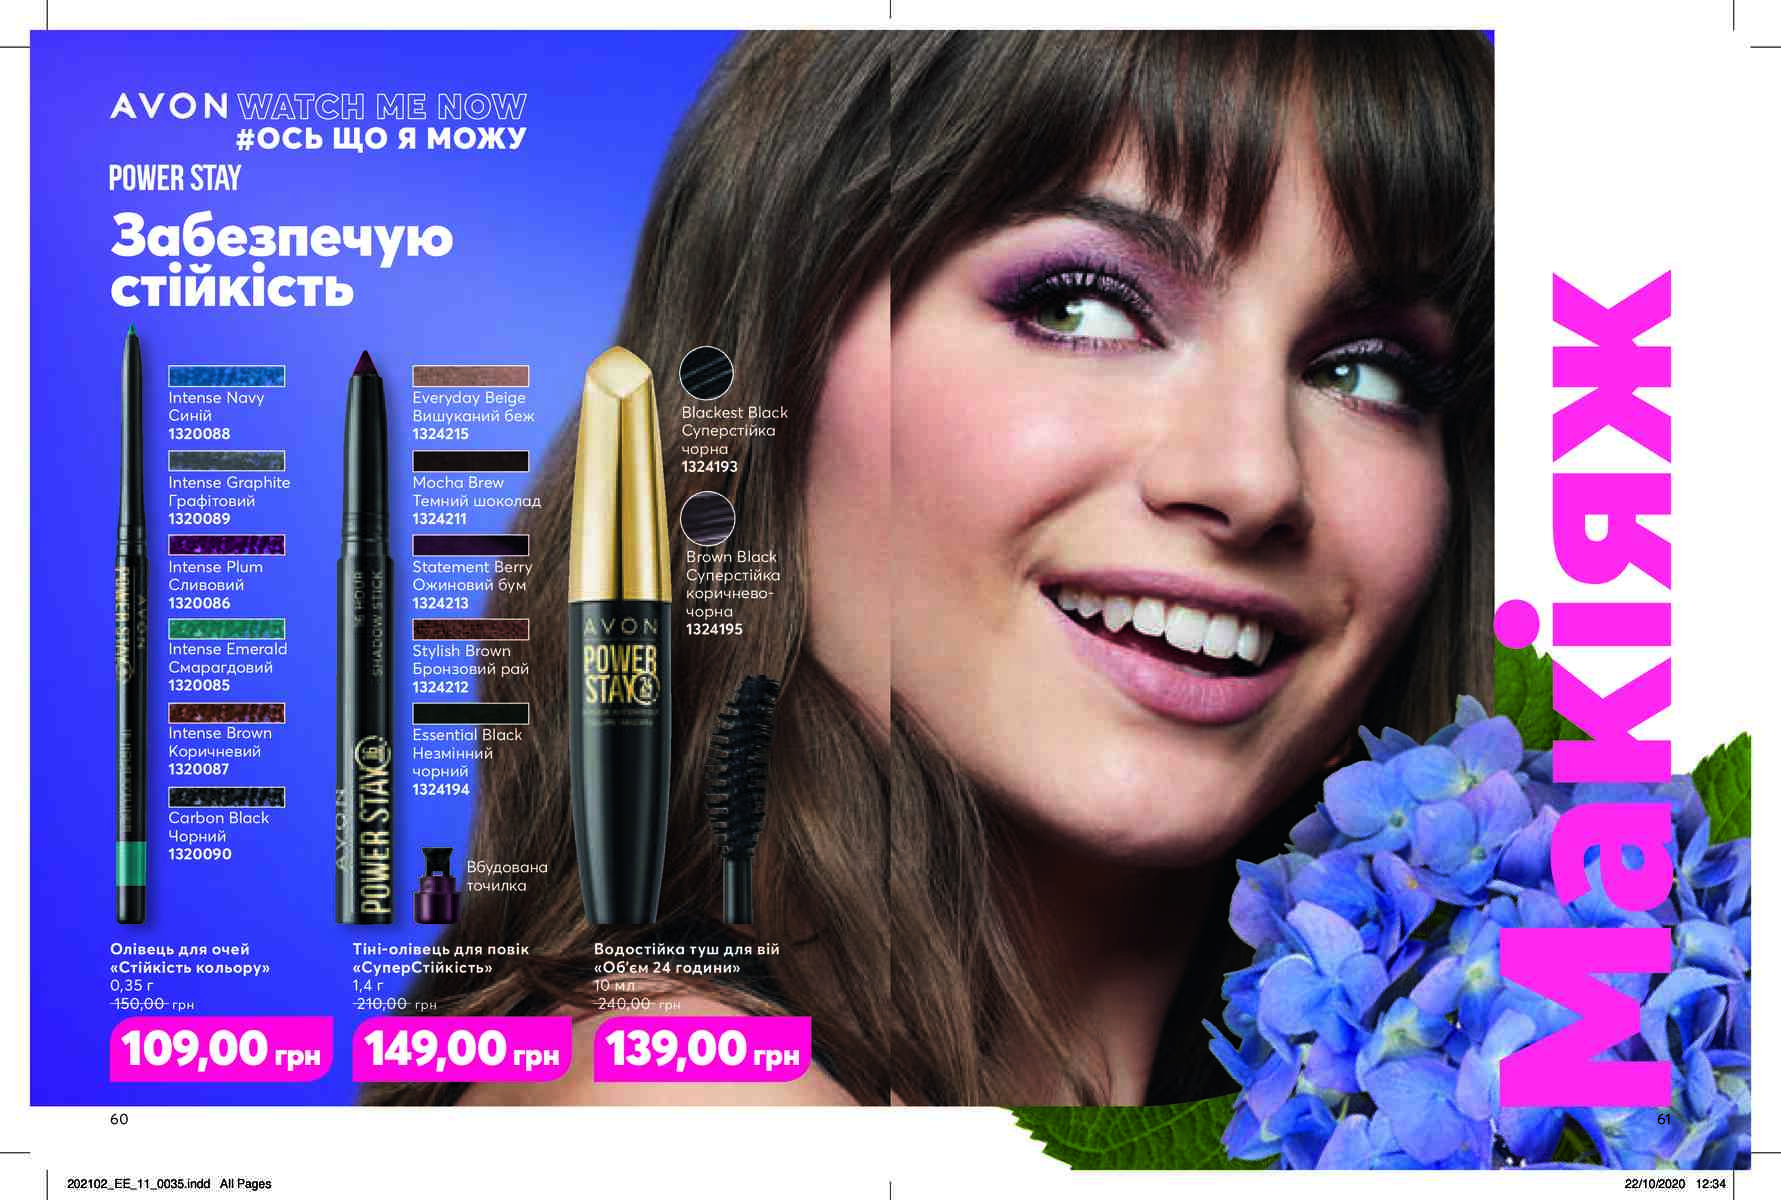 AVON WATCH ME NOW
#ОСЬ ЩО Я МОЖУ
POWER STAY
Забезпечую
стійкість
Intense Navy
Синій
1320088
Intense Graphite
Графітовий
1320089
Intense Plum
Сливовий
1320086
Intense Emerald
Смарагдовий
1320085
Intense Brown
Коричневий
1320087
Carbon Black
Чорний
1320090
Everyday Beige
Вишуканий беж
1324215
Mocha Brew
Темний шоколад
1324211
Statement Berry
Ожиновий бум
1324213
Stylish Brown
Бронзовий рай
1324212
Essential Black
Незмінний
чорний
1324194
Вбудована
точилка
Blackest Black
Суперстійка
чорна
1324193
Brown Black
Суперстійка
коричнево-
чорна
1324195
AVON
POWER STAY
AVON
POWER STAY 16
16 HOUR
SHADOW STICK
AVON
POWER
STAY 24
Олівець для очей
«Стійкість кольору»
0,35 г
150,00 грн
109,00 грн
Тіні-олівець для повік
«СуперСтійкість»
1,4 г
210,00 грн
149,00 грн
Водостійка туш для вій
«Об'єм 24 години»
10 мл
240,00 грн
139,00 грн
Макіяж
60
61
202102_EE_11_0035.indd All Pages
22/10/2020 12:34